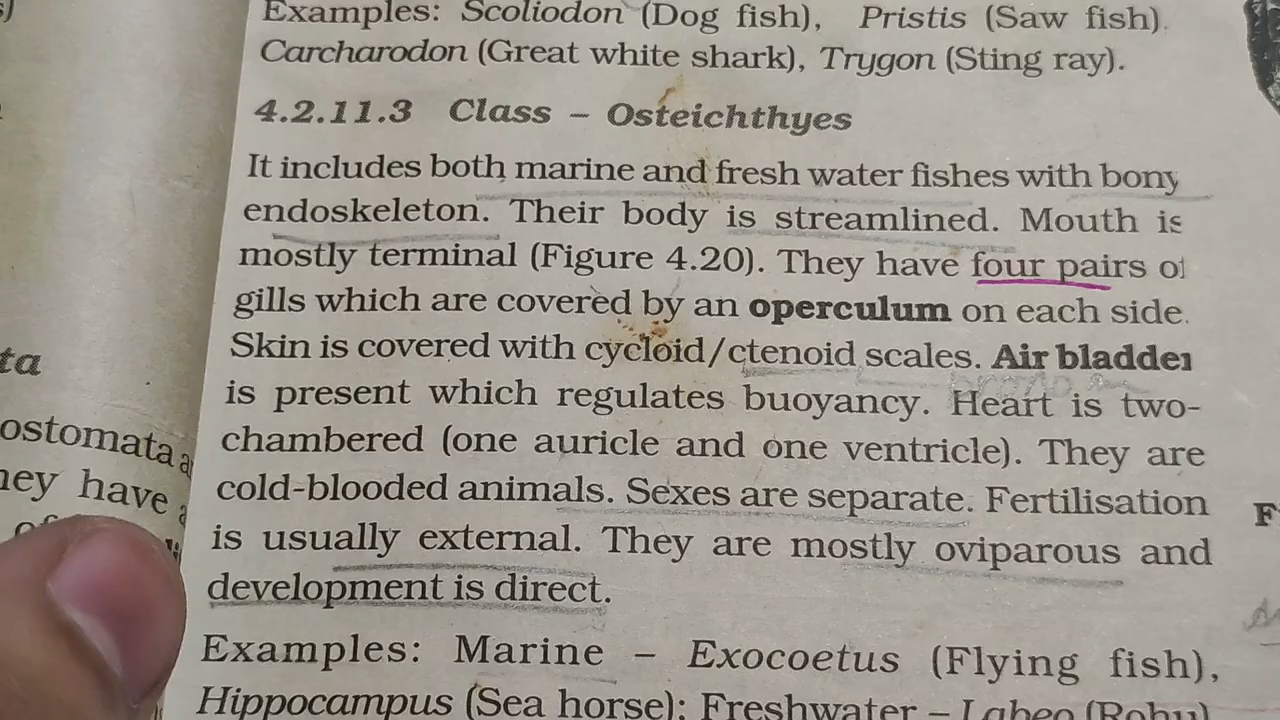 Examples: Scoliodon (Dog fish), Pristis (Saw fish).
Carcharodon (Great white shark), Trygon (Sting ray).
4.2.11.3 Class – Osteichthyes
It includes both marine and fresh water fishes with bony
endoskeleton. Their body is streamlined. Mouth is
mostly terminal (Figure 4.20). They have four pairs of
gills which are covered by an operculum on each side.
Skin is covered with cycloid/ctenoid scales. Air bladder
is present which regulates buoyancy. Heart is two-
chambered (one auricle and one ventricle). They are
cold-blooded animals. Sexes are separate. Fertilisation
is usually external. They are mostly oviparous and
development is direct.
Examples: Marine – Exocoetus (Flying fish),
Hippocampus (Sea horse); Freshwater – Labeo (Rohu)
ta
ostomata
hey have
F